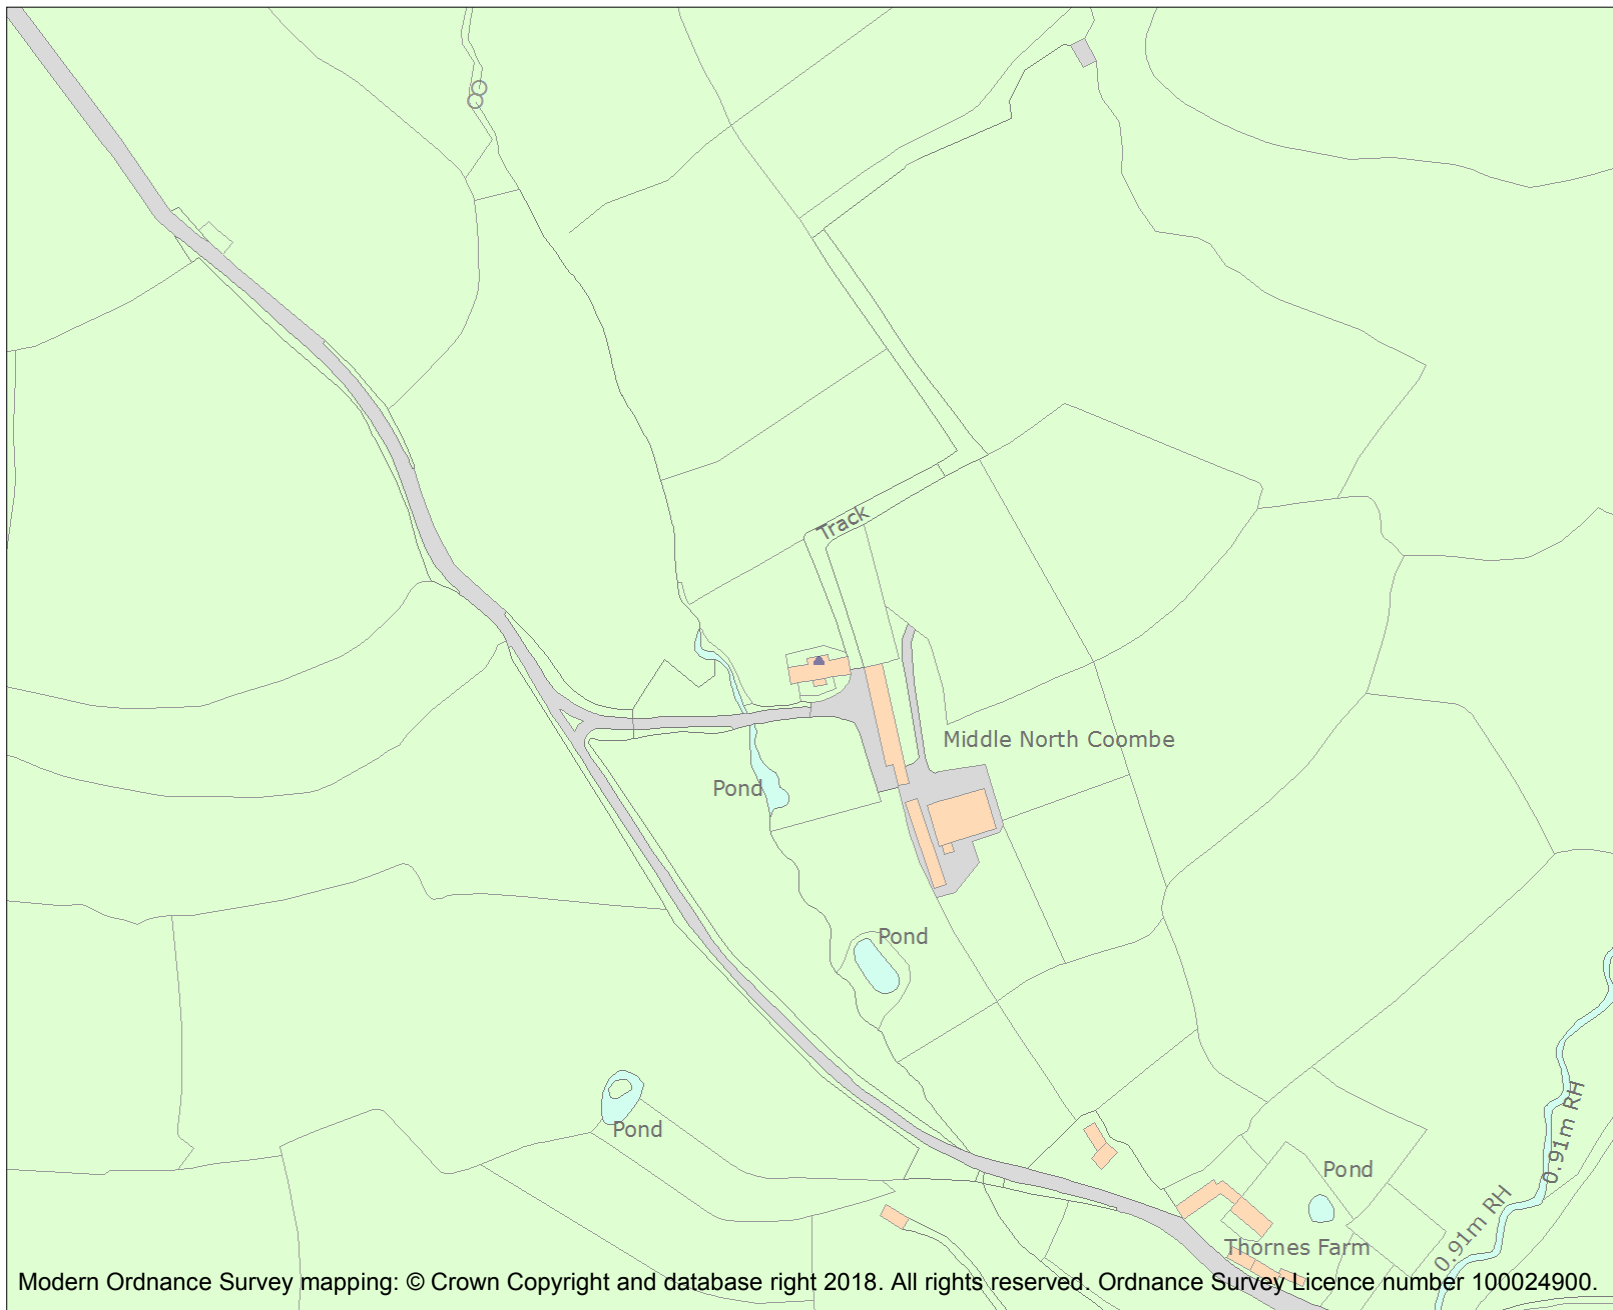 Track
Middle North Coombe
Pond
Pond
Pond
0.91m RH
Pond
0.91m RH
Thornes Farm
Modern Ordnance Survey mapping: © Crown Copyright and database right 2018. All rights reserved. Ordnance Survey Licence number 100024900.